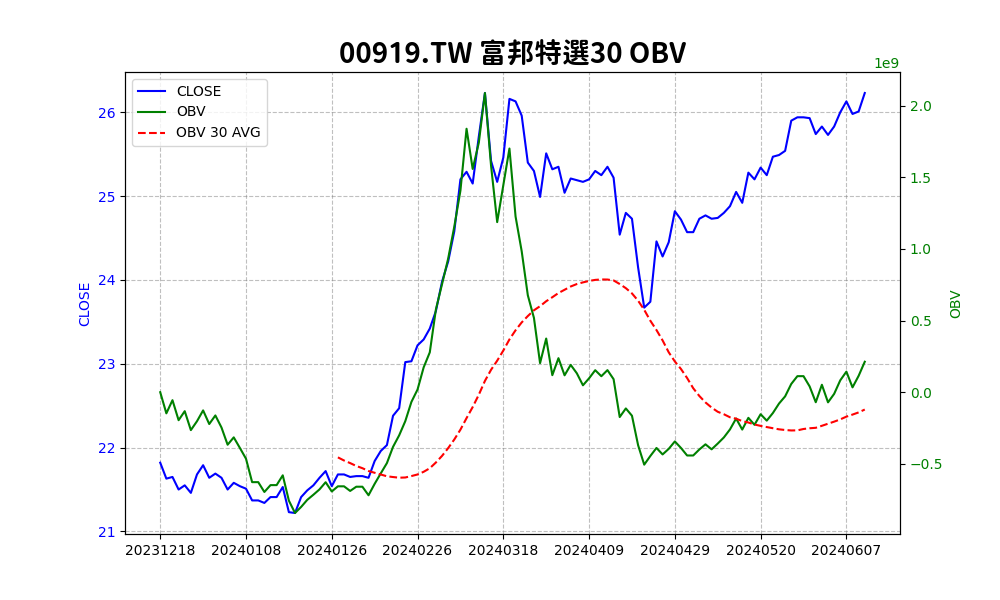 00919.TW 富邦特選30 OBV
1e9
CLOSE
OBV
OBV 30 AVG
26
25
24
23
22
21
CLOSE
2.0
1.5
1.0
0.5
0.0
−0.5
OBV
20231218 20240108 20240126 20240226 20240318 20240409 20240429 20240520 20240607